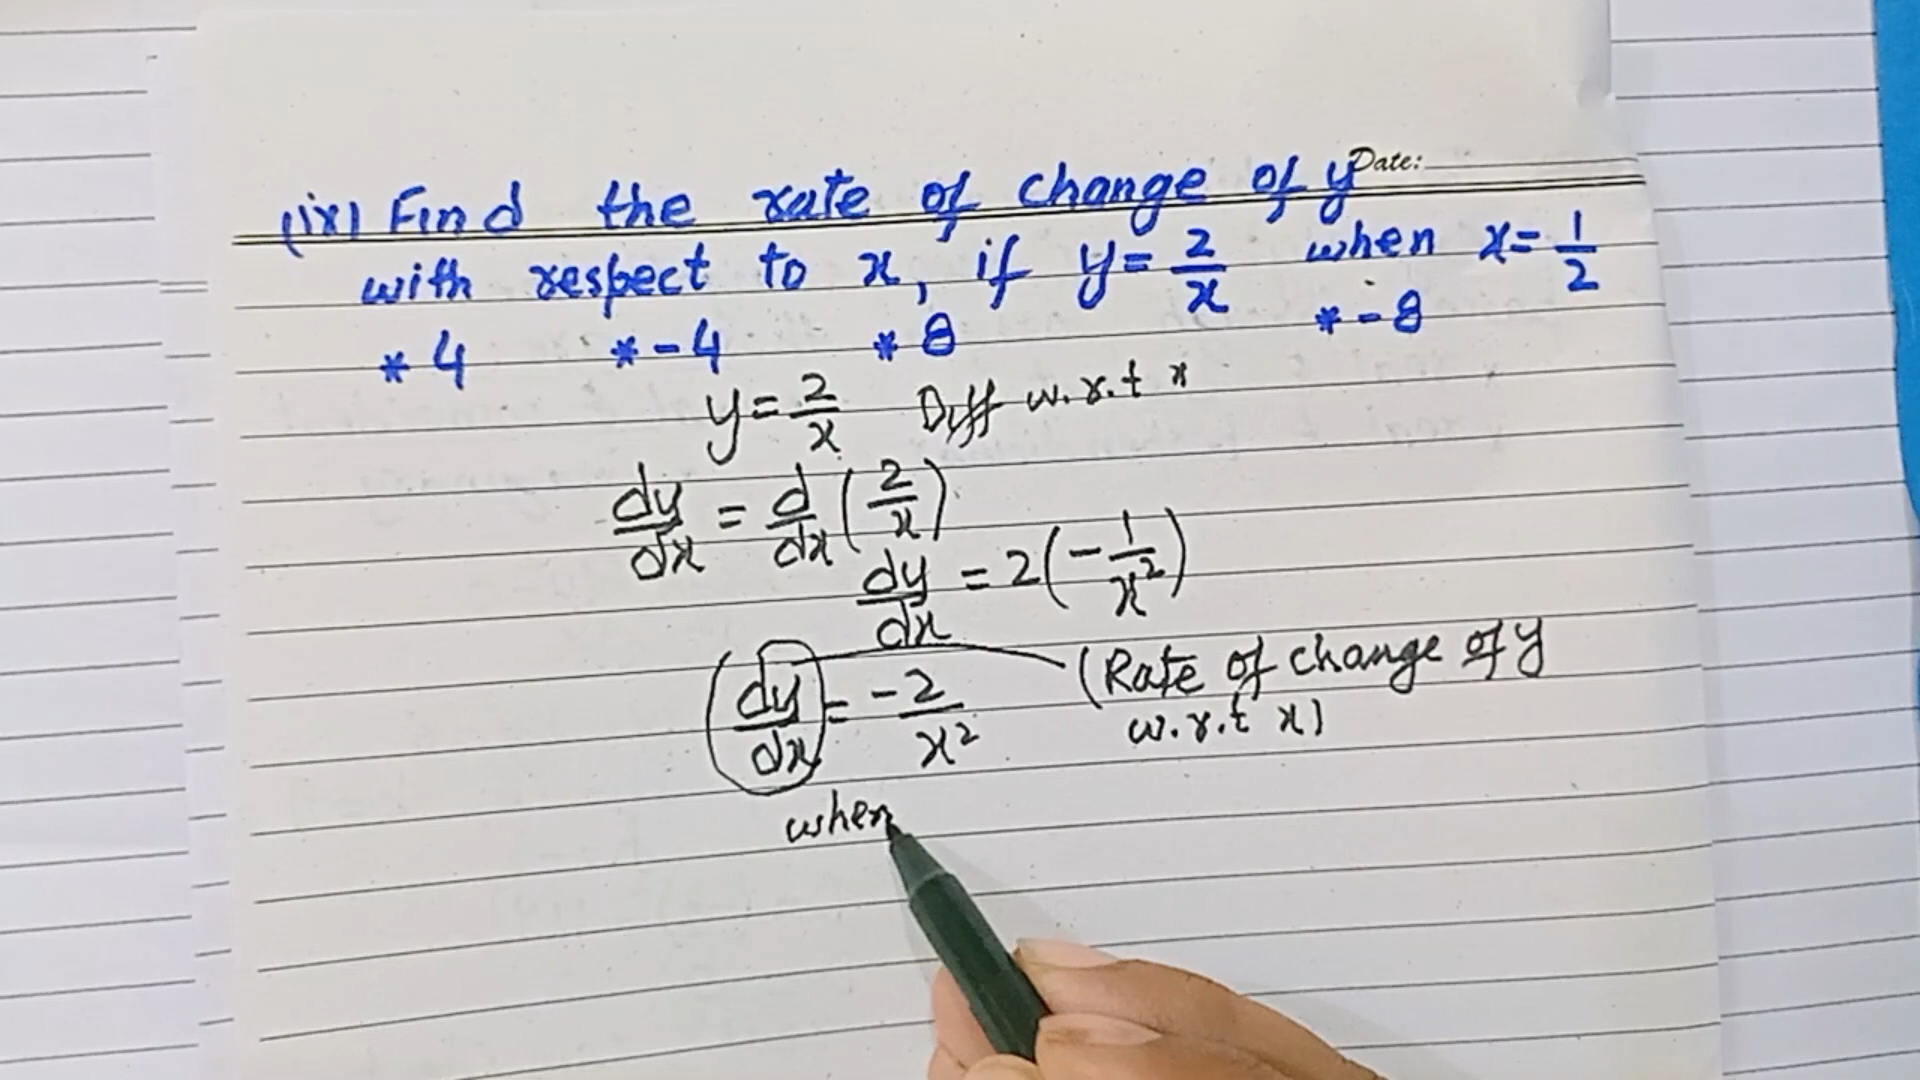 Date:
(ix) Find the rate of change of y
with respect to x, if y = 2/x when x = 1/2
* 4 * -4 * 8 * -8
y = 2/x Diff w.r.t x
dy/dx = d/dx (2/x)
dy/dx = 2(-1/x²)
(dy/dx = -2/x² (Rate of change of y
w.r.t x)
when